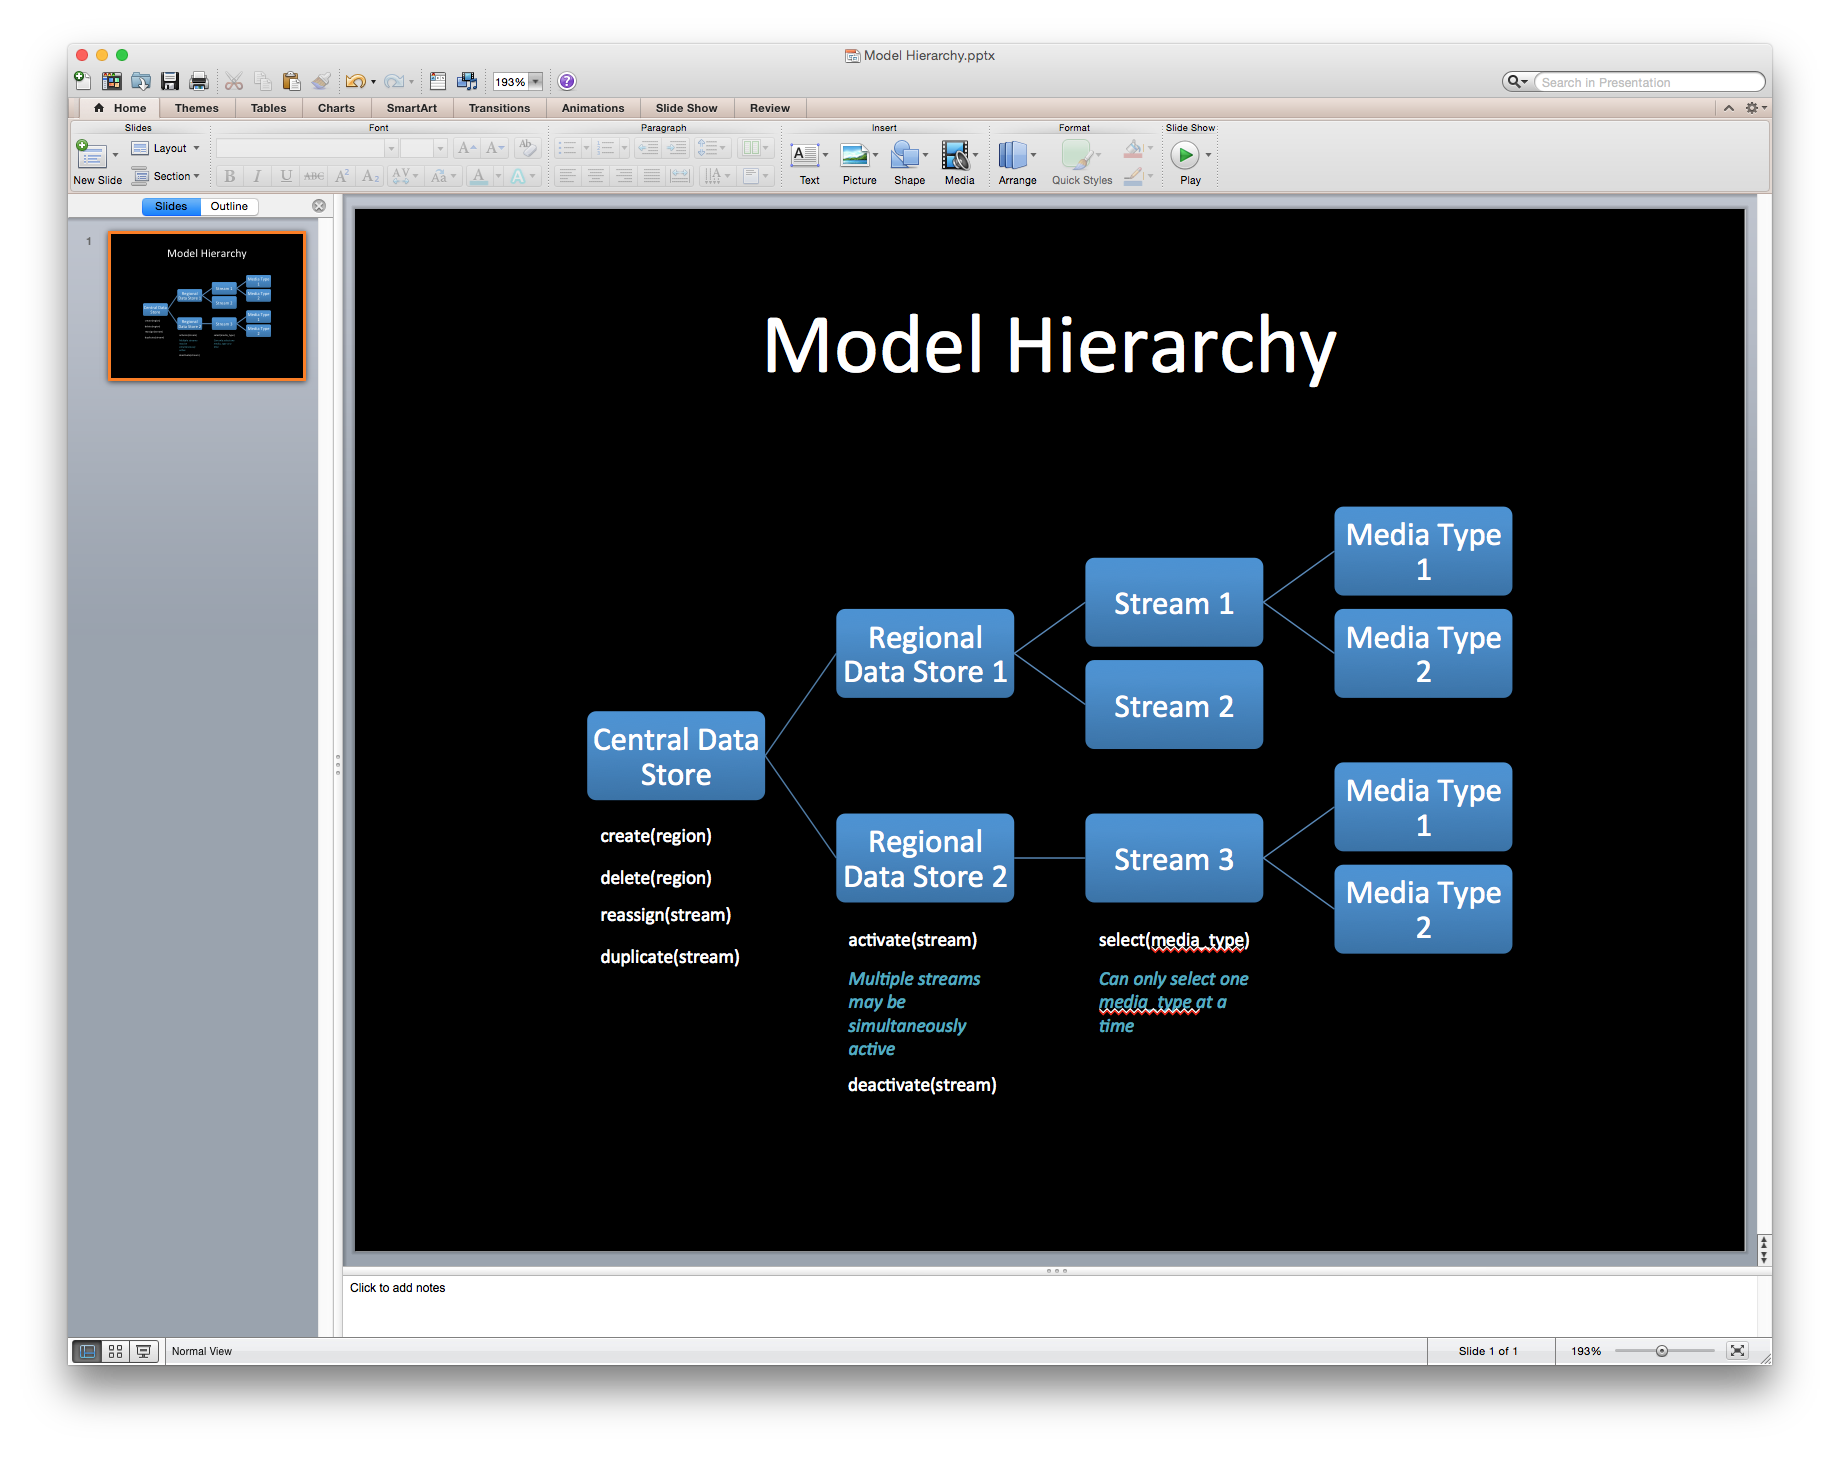 Model Hierarchy.pptx
193%
Search in Presentation
Home
Themes
Tables
Charts
SmartArt
Transitions
Animations
Slide Show
Review
Slides
Font
Paragraph
Insert
Format
Slide Show
New Slide
Layout
Section
B I U ABC A2 A2 AV Aa A A
Text
Picture
Shape
Media
Arrange
Quick Styles
Play
Slides
Outline
1
Model Hierarchy
Model Hierarchy
Central Data
Store
create(region)
delete(region)
reassign(stream)
duplicate(stream)
Regional
Data Store 1
Regional
Data Store 2
activate(stream)
Multiple streams
may be
simultaneously
active
deactivate(stream)
Stream 1
Stream 2
Stream 3
select(media_type)
Can only select one
media_type at a
time
Media Type
1
Media Type
2
Media Type
1
Media Type
2
Click to add notes
Normal View
Slide 1 of 1
193%